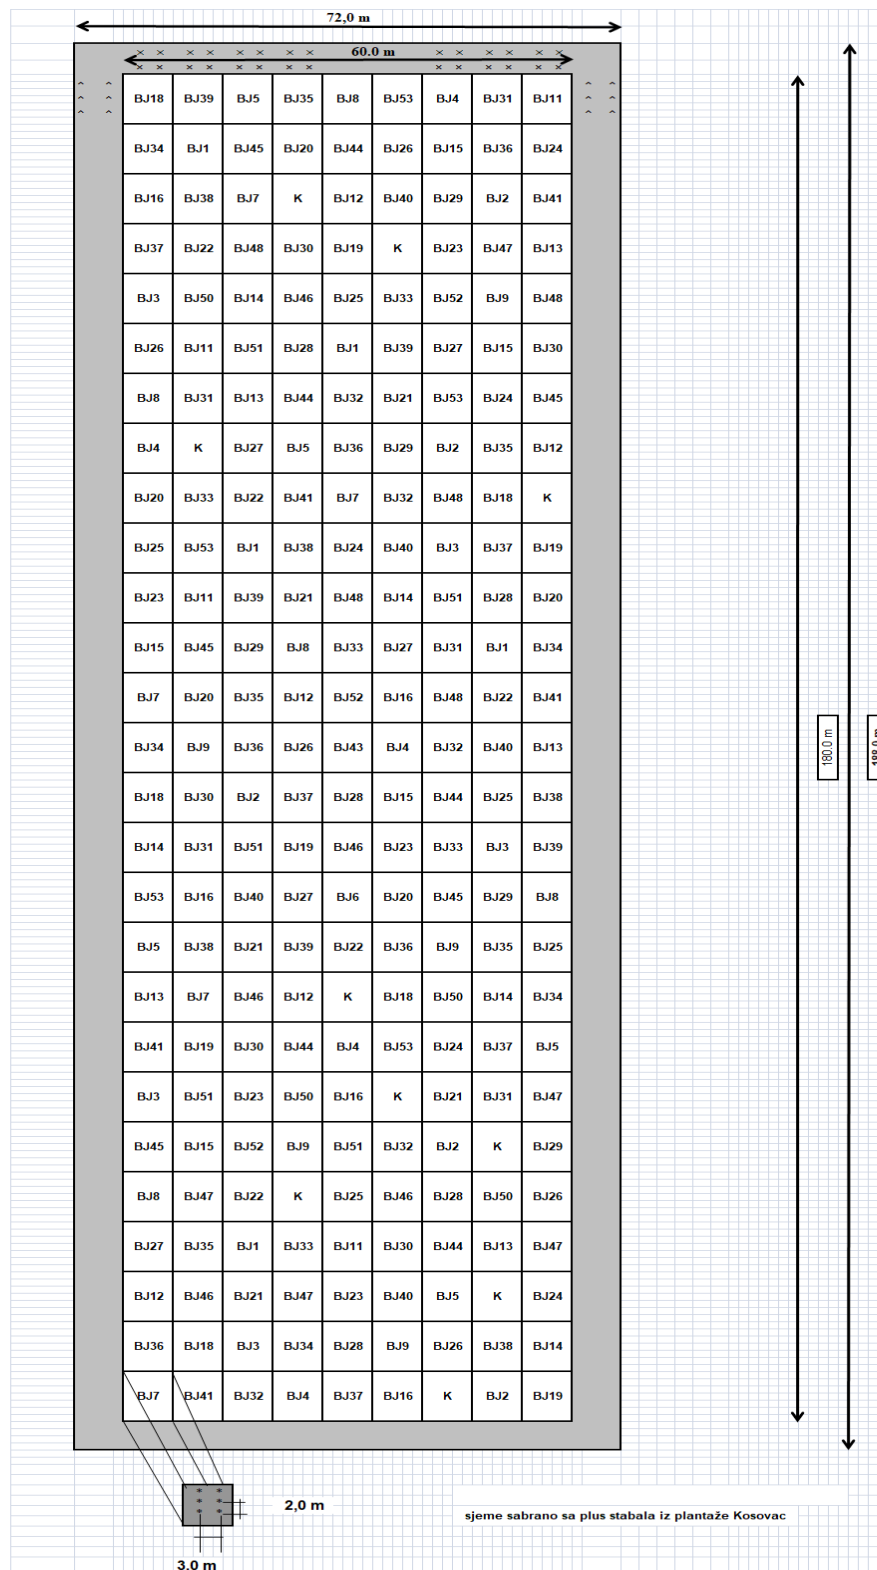 72,0 m
60.0 m
BJ18 BJ39 BJ5 BJ35 BJ8 BJ53 BJ4 BJ31 BJ11
BJ34 BJ1 BJ45 BJ20 BJ44 BJ26 BJ15 BJ36 BJ24
BJ16 BJ38 BJ7 K BJ12 BJ40 BJ29 BJ2 BJ41
BJ37 BJ22 BJ48 BJ30 BJ19 K BJ23 BJ47 BJ13
BJ3 BJ50 BJ14 BJ46 BJ25 BJ33 BJ52 BJ9 BJ48
BJ26 BJ11 BJ51 BJ28 BJ1 BJ39 BJ27 BJ15 BJ30
BJ8 BJ31 BJ13 BJ44 BJ32 BJ21 BJ53 BJ24 BJ45
BJ4 K BJ27 BJ5 BJ36 BJ29 BJ2 BJ35 BJ12
BJ20 BJ33 BJ22 BJ41 BJ7 BJ32 BJ48 BJ18 K
BJ25 BJ53 BJ1 BJ38 BJ24 BJ40 BJ3 BJ37 BJ19
BJ23 BJ11 BJ39 BJ21 BJ48 BJ14 BJ51 BJ28 BJ20
BJ15 BJ45 BJ29 BJ8 BJ33 BJ27 BJ31 BJ1 BJ34
BJ7 BJ20 BJ35 BJ12 BJ52 BJ16 BJ48 BJ22 BJ41
BJ34 BJ9 BJ36 BJ26 BJ43 BJ4 BJ32 BJ40 BJ13
180.0 m
188.0 m
BJ18 BJ30 BJ2 BJ37 BJ28 BJ15 BJ44 BJ25 BJ38
BJ14 BJ31 BJ51 BJ19 BJ46 BJ23 BJ33 BJ3 BJ39
BJ53 BJ16 BJ40 BJ27 BJ6 BJ20 BJ45 BJ29 BJ8
BJ5 BJ38 BJ21 BJ39 BJ22 BJ36 BJ9 BJ35 BJ25
BJ13 BJ7 BJ46 BJ12 K BJ18 BJ50 BJ14 BJ34
BJ41 BJ19 BJ30 BJ44 BJ4 BJ53 BJ24 BJ37 BJ5
BJ3 BJ51 BJ23 BJ50 BJ16 K BJ21 BJ31 BJ47
BJ45 BJ15 BJ52 BJ9 BJ51 BJ32 BJ2 K BJ29
BJ8 BJ47 BJ22 K BJ25 BJ46 BJ28 BJ50 BJ26
BJ27 BJ35 BJ1 BJ33 BJ11 BJ30 BJ44 BJ13 BJ47
BJ12 BJ46 BJ21 BJ47 BJ23 BJ40 BJ5 K BJ24
BJ36 BJ18 BJ3 BJ34 BJ28 BJ9 BJ26 BJ38 BJ14
BJ7 BJ41 BJ32 BJ4 BJ37 BJ16 K BJ2 BJ19
2,0 m
sjeme sabrano sa plus stabala iz plantaže Kosovac
3,0 m